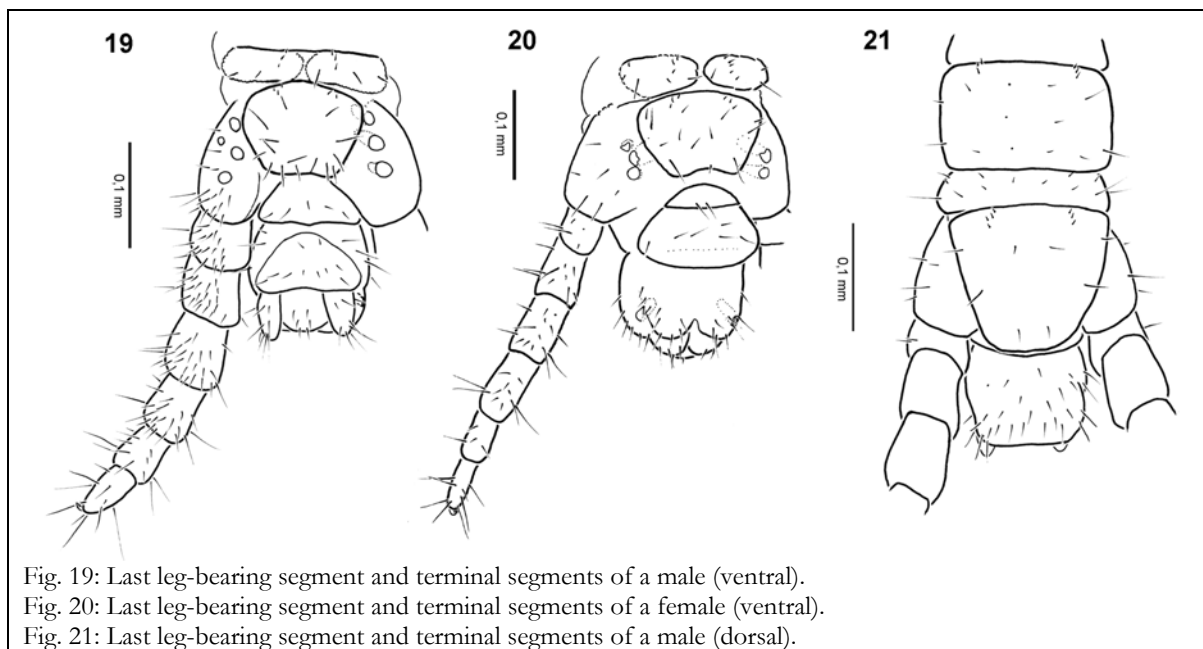 19
20
21
0,1 mm
0,1 mm
0,1 mm
Fig. 19: Last leg-bearing segment and terminal segments of a male (ventral).
Fig. 20: Last leg-bearing segment and terminal segments of a female (ventral).
Fig. 21: Last leg-bearing segment and terminal segments of a male (dorsal).